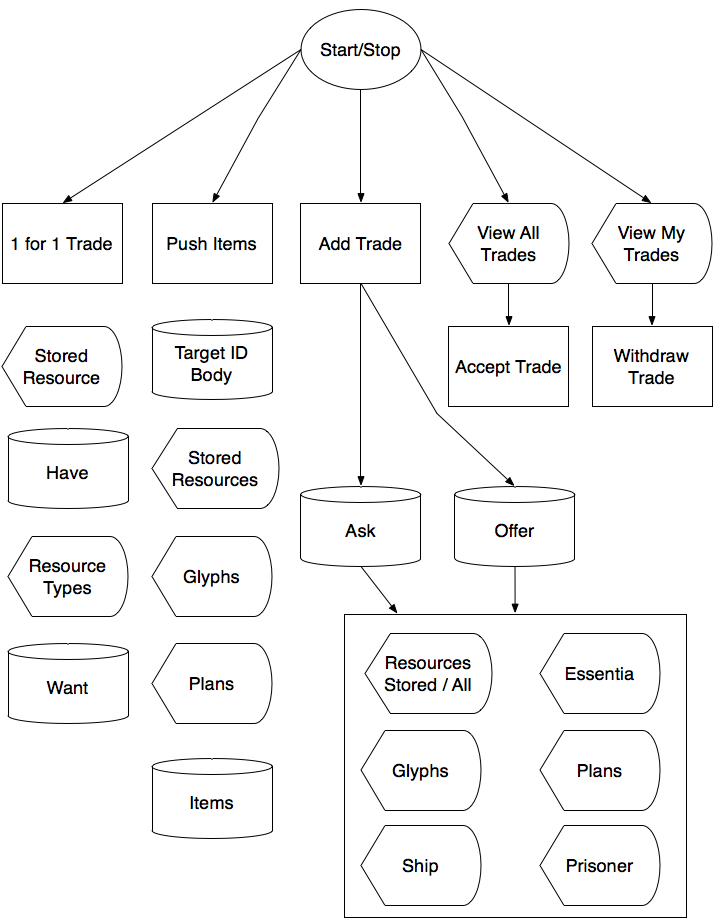 Start/Stop
1 for 1 Trade
Push Items
Add Trade
View All
Trades
View My
Trades
Stored
Resource
Target ID
Body
Accept Trade
Withdraw
Trade
Have
Stored
Resources
Ask
Offer
Resource
Types
Glyphs
Want
Plans
Resources
Stored / All
Essentia
Items
Glyphs
Plans
Ship
Prisoner